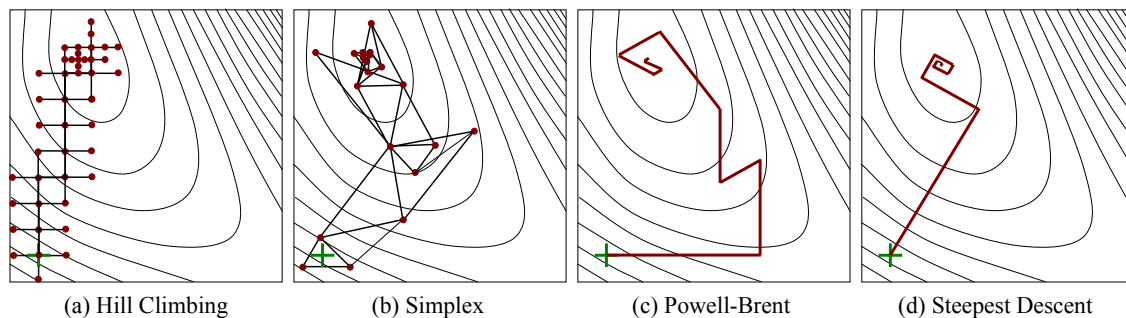 (a) Hill Climbing
(b) Simplex
(c) Powell-Brent
(d) Steepest Descent